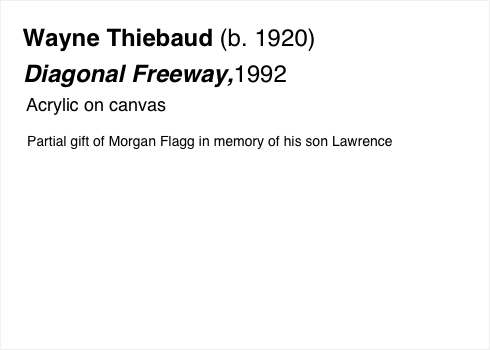 Wayne Thiebaud (b. 1920)
Diagonal Freeway,1992
Acrylic on canvas
Partial gift of Morgan Flagg in memory of his son Lawrence